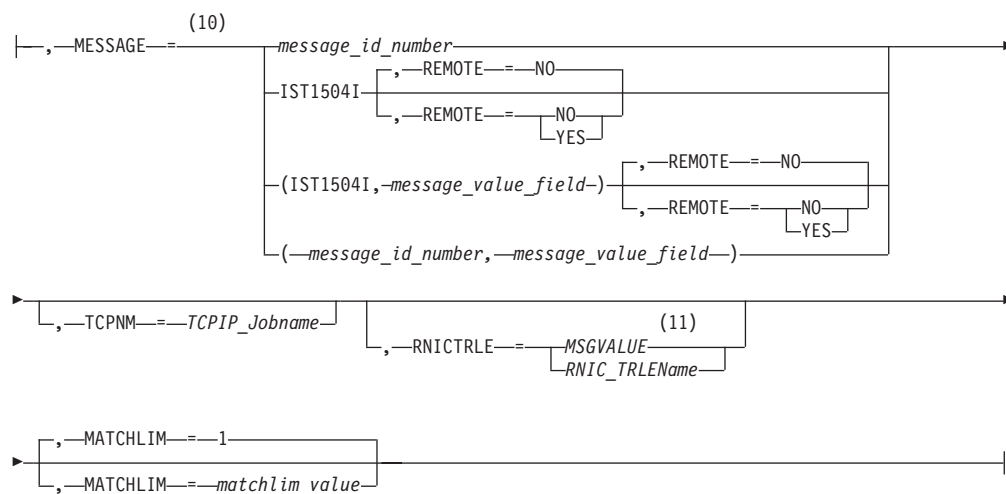 (10)
, MESSAGE = message_id_number
, REMOTE = NO
IST1504I
, REMOTE = NO
YES
, REMOTE = NO
(IST1504I, message_value_field )
, REMOTE = NO
YES
( message_id_number, message_value_field )
, TCPNM = TCPIP_Jobname
(11)
, RNICTRLE = MSGVALUE
RNIC_TRLEName
, MATCHLIM = 1
, MATCHLIM = matchlim value